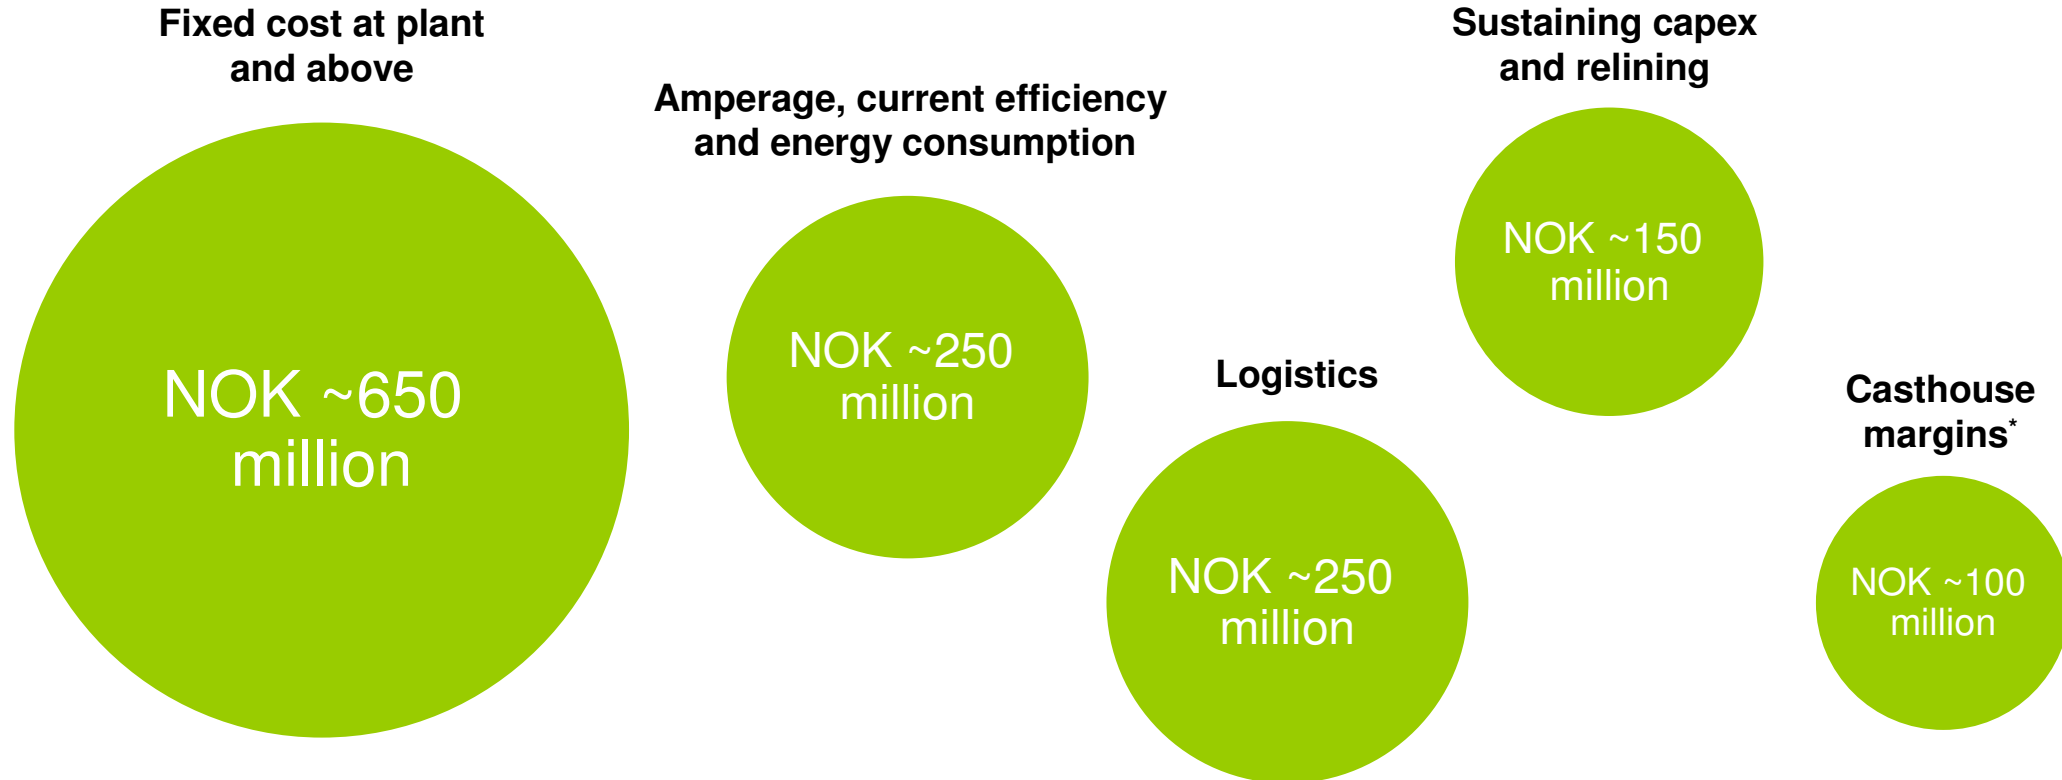 Fixed cost at plant
and above
NOK ~650
million
Amperage, current efficiency
and energy consumption
NOK ~250
million
Logistics
NOK ~250
million
Sustaining capex
and relining
NOK ~150
million
Casthouse
margins*
NOK ~100
million